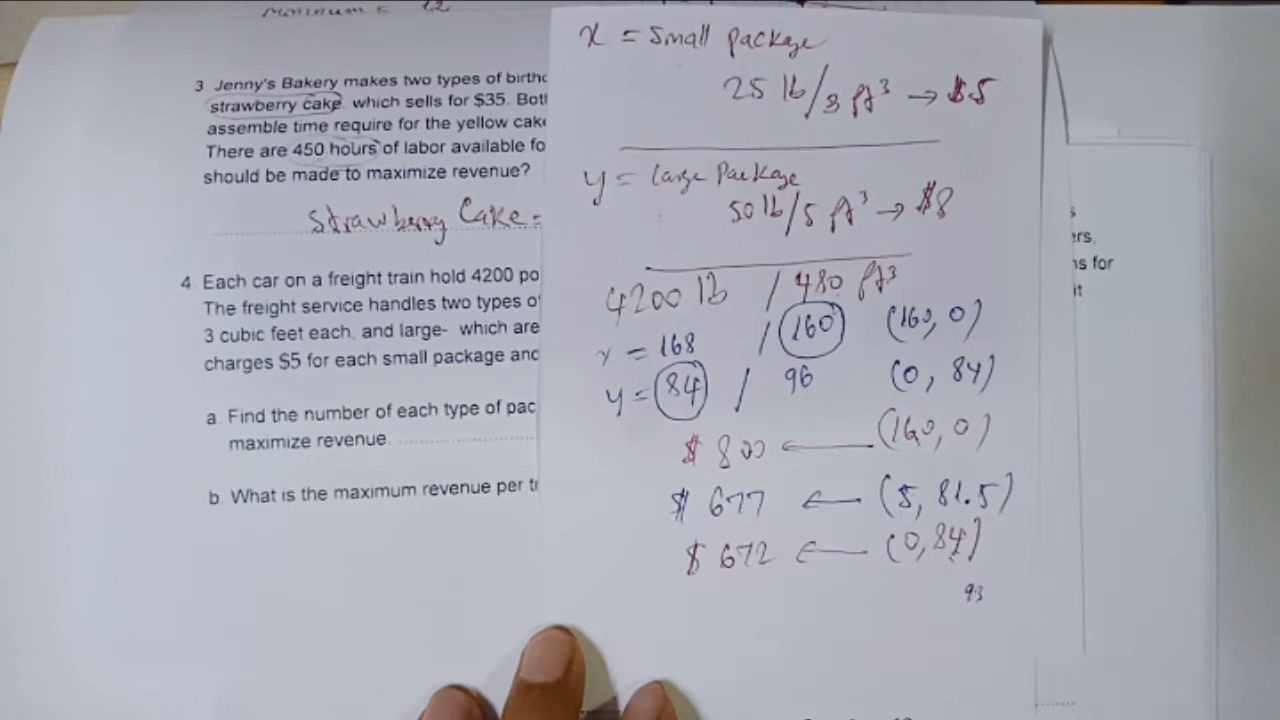 3 Jenny's Bakery makes two types of birthd
strawberry cake, which sells for $35. Bot
assemble time require for the yellow cak
There are 450 hours of labor available fo
should be made to maximize revenue?
Strawberry Cake =
4. Each car on a freight train hold 4200 po
The freight service handles two types o
3 cubic feet each, and large- which are
charges $5 for each small package and
a. Find the number of each type of pac
maximize revenue.
b What is the maximum revenue per tr
x = small package
25 lb/3 ft³ → $5
y = large package
50 lb/5 ft³ → $8
4200 lb / 480 ft³
x = 168 / 160 (160, 0)
y = 84 / 96 (0, 84)
$ 800 ← (160, 0)
$ 677 ← (5, 81.5)
$ 672 ← (0, 84)
93
ers,
ns for
it